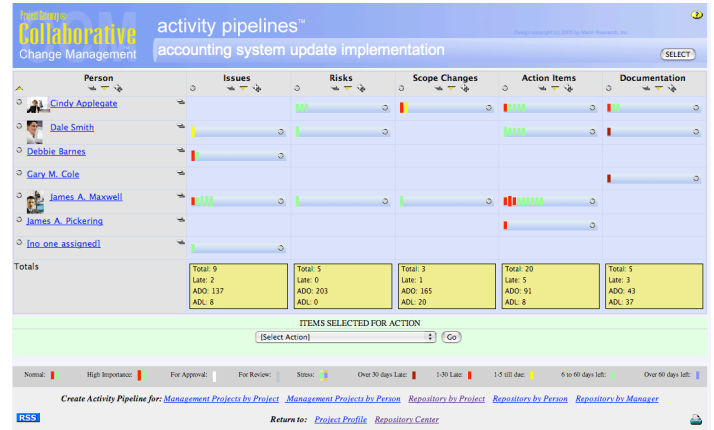 Project Gateway
Collaborative
Change Management
activity pipelines™
accounting system update implementation
SELECT
Person
Issues
Risks
Scope Changes
Action Items
Documentation
Cindy Applegate
Dale Smith
Debbie Barnes
Gary M. Cole
James A. Maxwell
James A. Pickering
[no one assigned]
Totals
Total: 9
Late: 2
ADO: 137
ADL: 8
Total: 5
Late: 0
ADO: 203
ADL: 0
Total: 3
Late: 1
ADO: 165
ADL: 20
Total: 20
Late: 5
ADO: 91
ADL: 8
Total: 5
Late: 3
ADO: 43
ADL: 37
ITEMS SELECTED FOR ACTION
[Select Action]
Go
Normal: High Importance: For Approval: For Review: Stress: Over 30 days Late: 1-30 Late: 1-5 till due: 6 to 60 days left: Over 60 days left:
Create Activity Pipeline for: Management Projects by Project Management Projects by Person Repository by Project Repository by Person Repository by Manager
RSS
Return to: Project Profile Repository Center